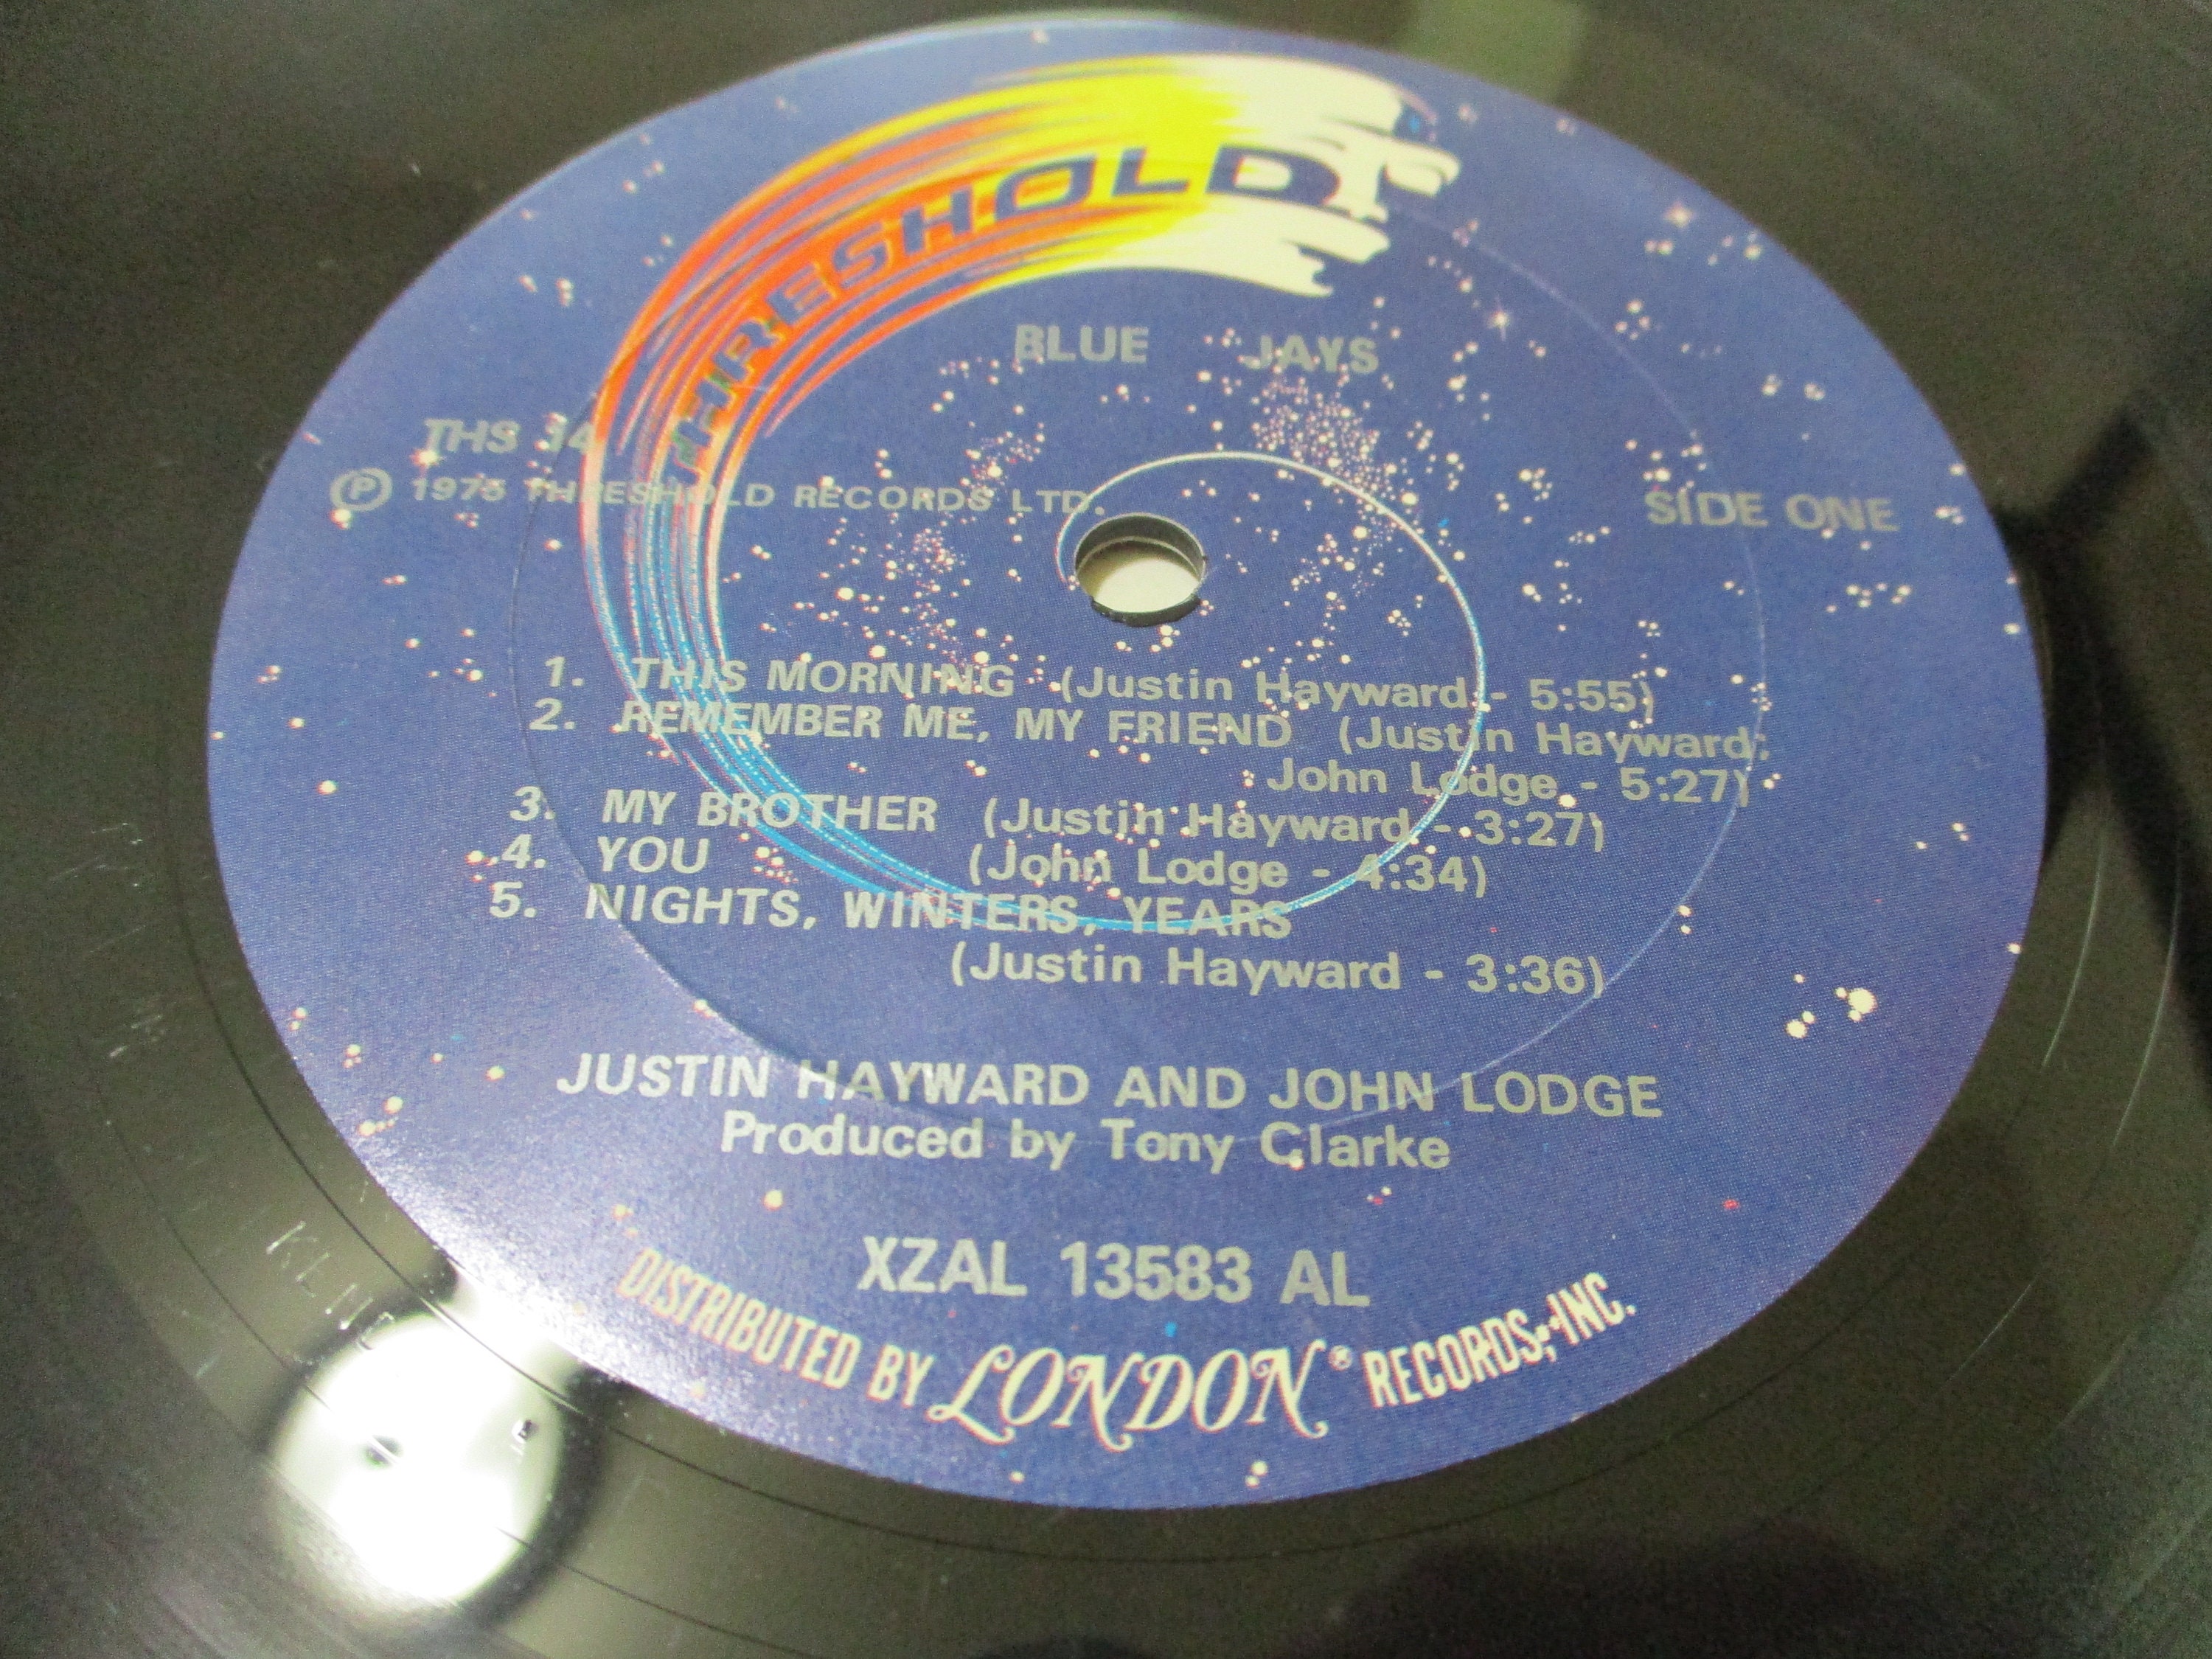 THRESHOLD
BLUE JAYS
THS 14
Ⓟ 1975 THRESHOLD RECORDS LTD.
SIDE ONE
1. THIS MORNING (Justin Hayward - 5:55)
2. REMEMBER ME, MY FRIEND (Justin Hayward;
John Lodge - 5:27)
3. MY BROTHER (Justin Hayward - 3:27)
4. YOU (John Lodge - 4:34)
5. NIGHTS, WINTERS, YEARS
(Justin Hayward - 3:36)
JUSTIN HAYWARD AND JOHN LODGE
Produced by Tony Clarke
XZAL 13583 AL
DISTRIBUTED BY LONDON® RECORDS, INC.